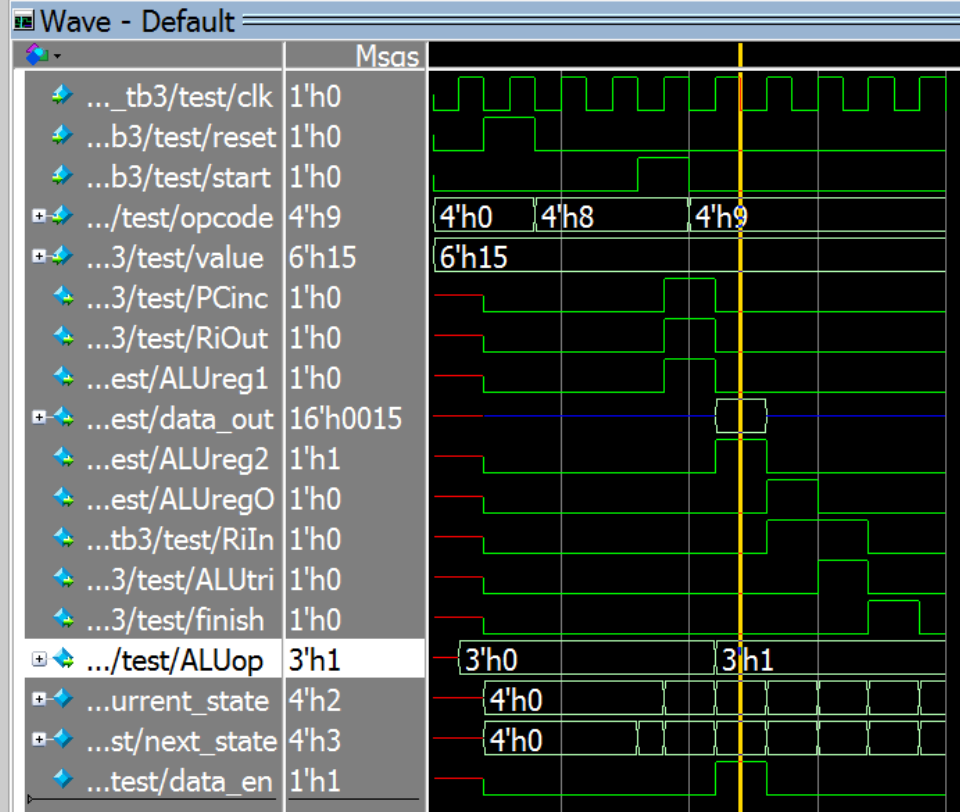 Wave - Default
Msgs
..._tb3/test/clk 1'h0
...b3/test/reset 1'h0
...b3/test/start 1'h0
.../test/opcode 4'h9 4'h0 4'h8 4'h9
...3/test/value 6'h15 6'h15
...3/test/PCinc 1'h0
...3/test/RiOut 1'h0
...est/ALUreg1 1'h0
...est/data_out 16'h0015
...est/ALUreg2 1'h1
...est/ALUregO 1'h0
...tb3/test/RiIn 1'h0
...3/test/ALUtri 1'h0
...3/test/finish 1'h0
.../test/ALUop 3'h1 3'h0 3'h1
...urrent_state 4'h2 4'h0
...st/next_state 4'h3 4'h0
...test/data_en 1'h1